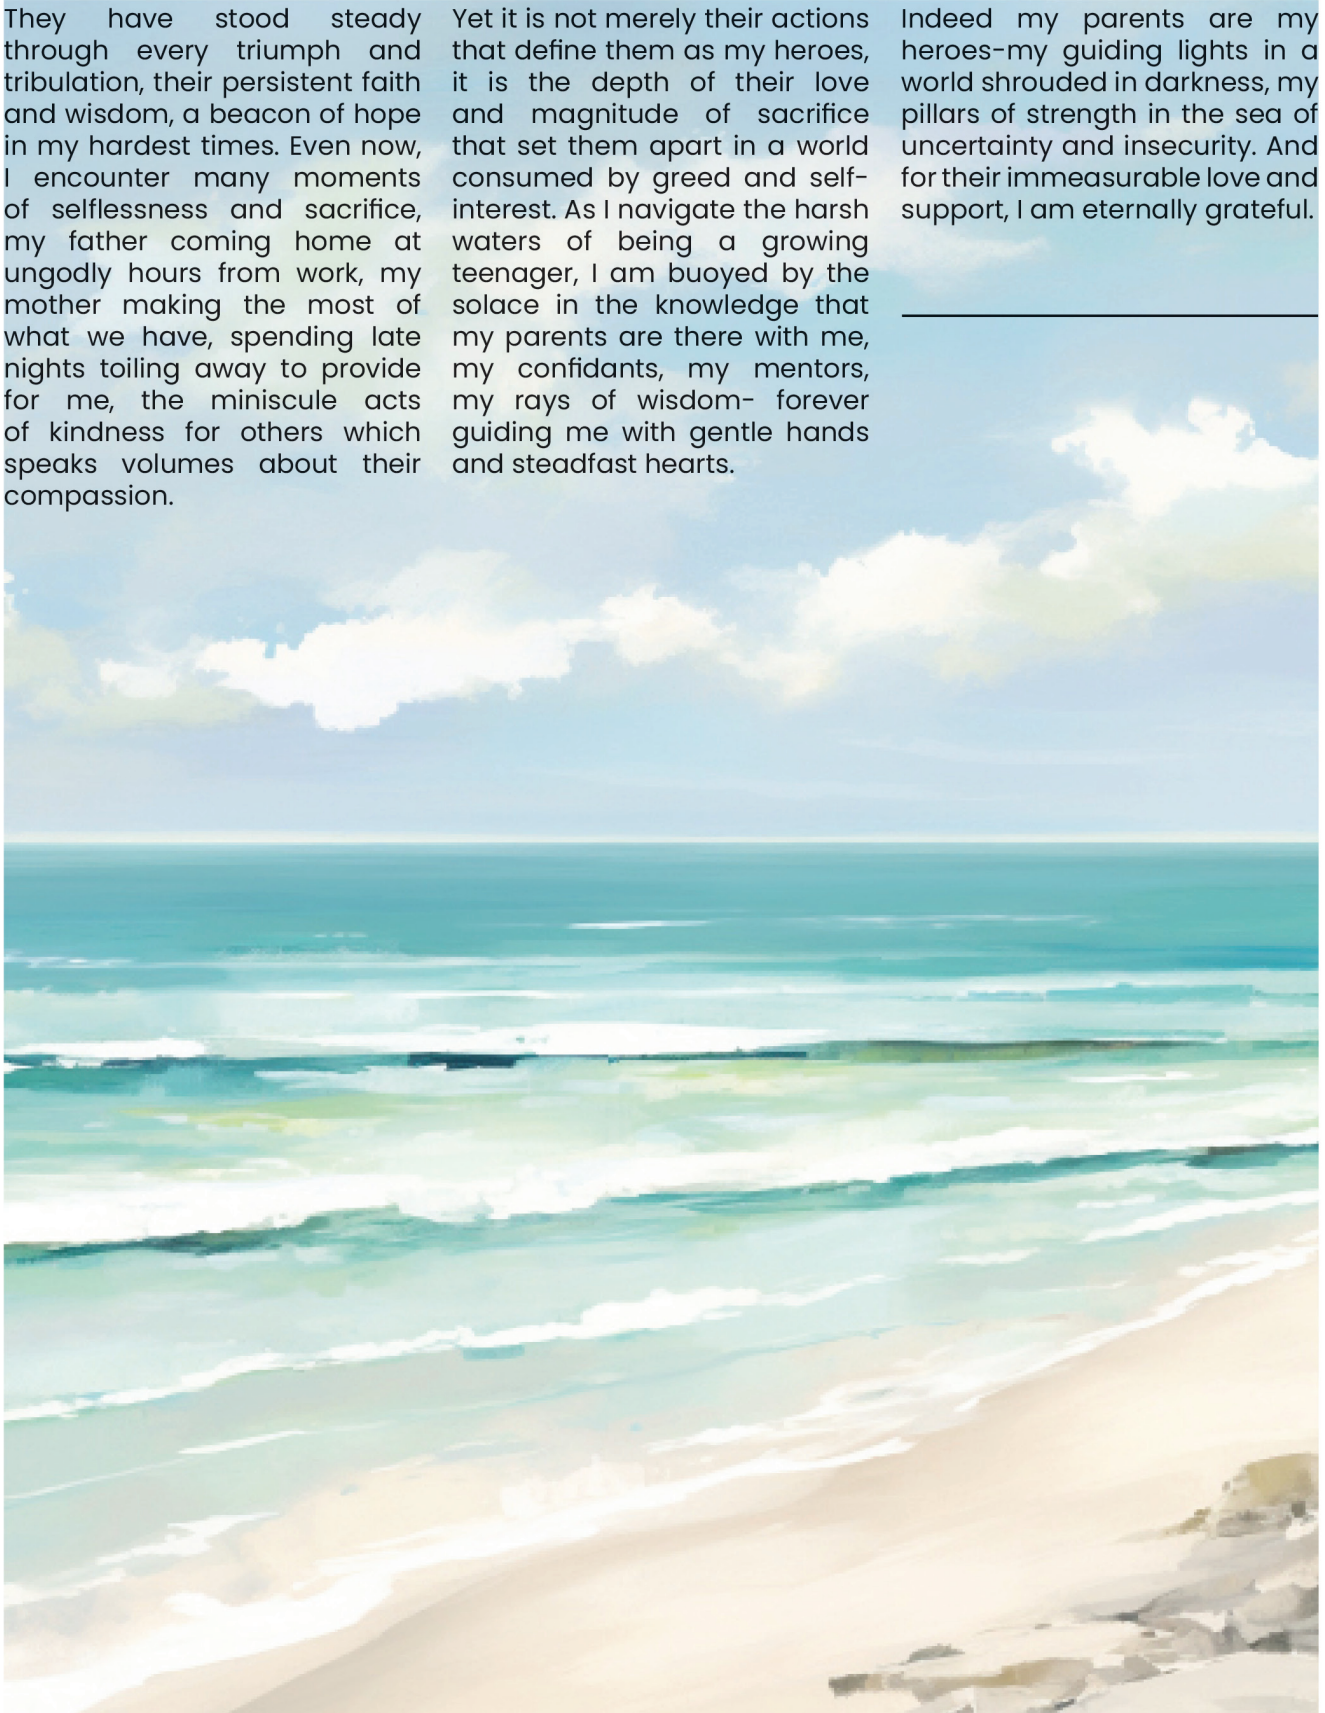 They have stood steady
through every triumph and
tribulation, their persistent faith
and wisdom, a beacon of hope
in my hardest times. Even now,
I encounter many moments
of selflessness and sacrifice,
my father coming home at
ungodly hours from work, my
mother making the most of
what we have, spending late
nights toiling away to provide
for me, the miniscule acts
of kindness for others which
speaks volumes about their
compassion.
Yet it is not merely their actions
that define them as my heroes,
it is the depth of their love
and magnitude of sacrifice
that set them apart in a world
consumed by greed and self-
interest. As I navigate the harsh
waters of being a growing
teenager, I am buoyed by the
solace in the knowledge that
my parents are there with me,
my confidants, my mentors,
my rays of wisdom- forever
guiding me with gentle hands
and steadfast hearts.
Indeed my parents are my
heroes-my guiding lights in a
world shrouded in darkness, my
pillars of strength in the sea of
uncertainty and insecurity. And
for their immeasurable love and
support, I am eternally grateful.